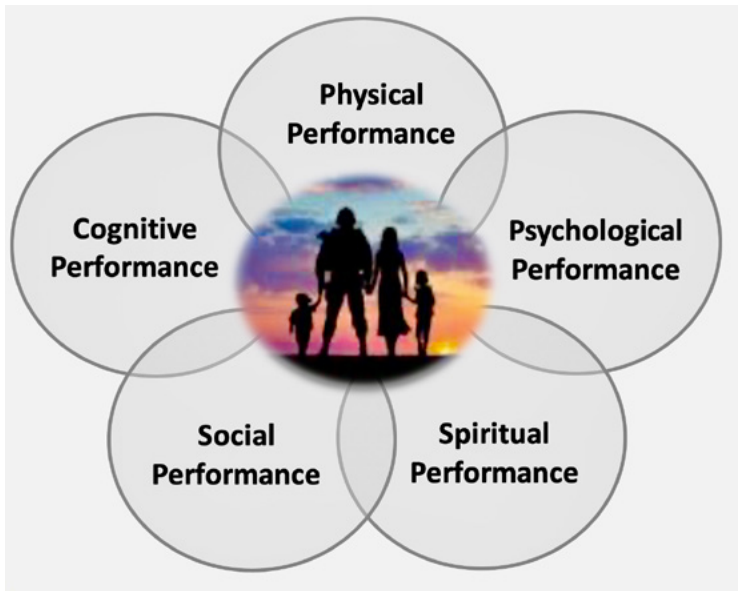 Physical
Performance
Cognitive
Performance
Psychological
Performance
Social
Performance
Spiritual
Performance